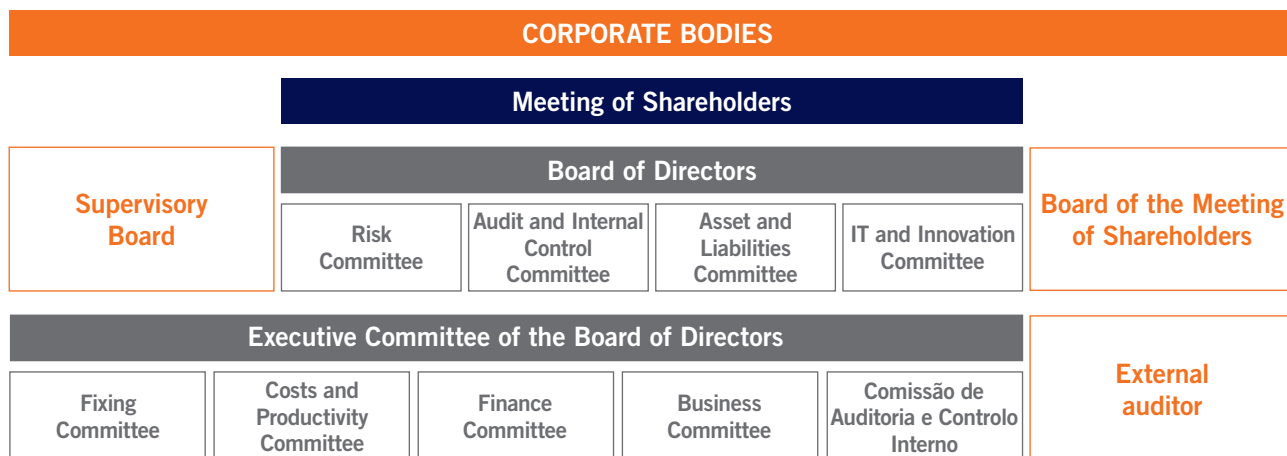 CORPORATE BODIES
Meeting of Shareholders
Supervisory
Board
Board of Directors
Risk
Committee
Audit and Internal
Control
Committee
Asset and
Liabilities
Committee
IT and Innovation
Committee
Board of the Meeting
of Shareholders
Executive Committee of the Board of Directors
Fixing
Committee
Costs and
Productivity
Committee
Finance
Committee
Business
Committee
Comissão de
Auditoria e Controlo
Interno
External
auditor